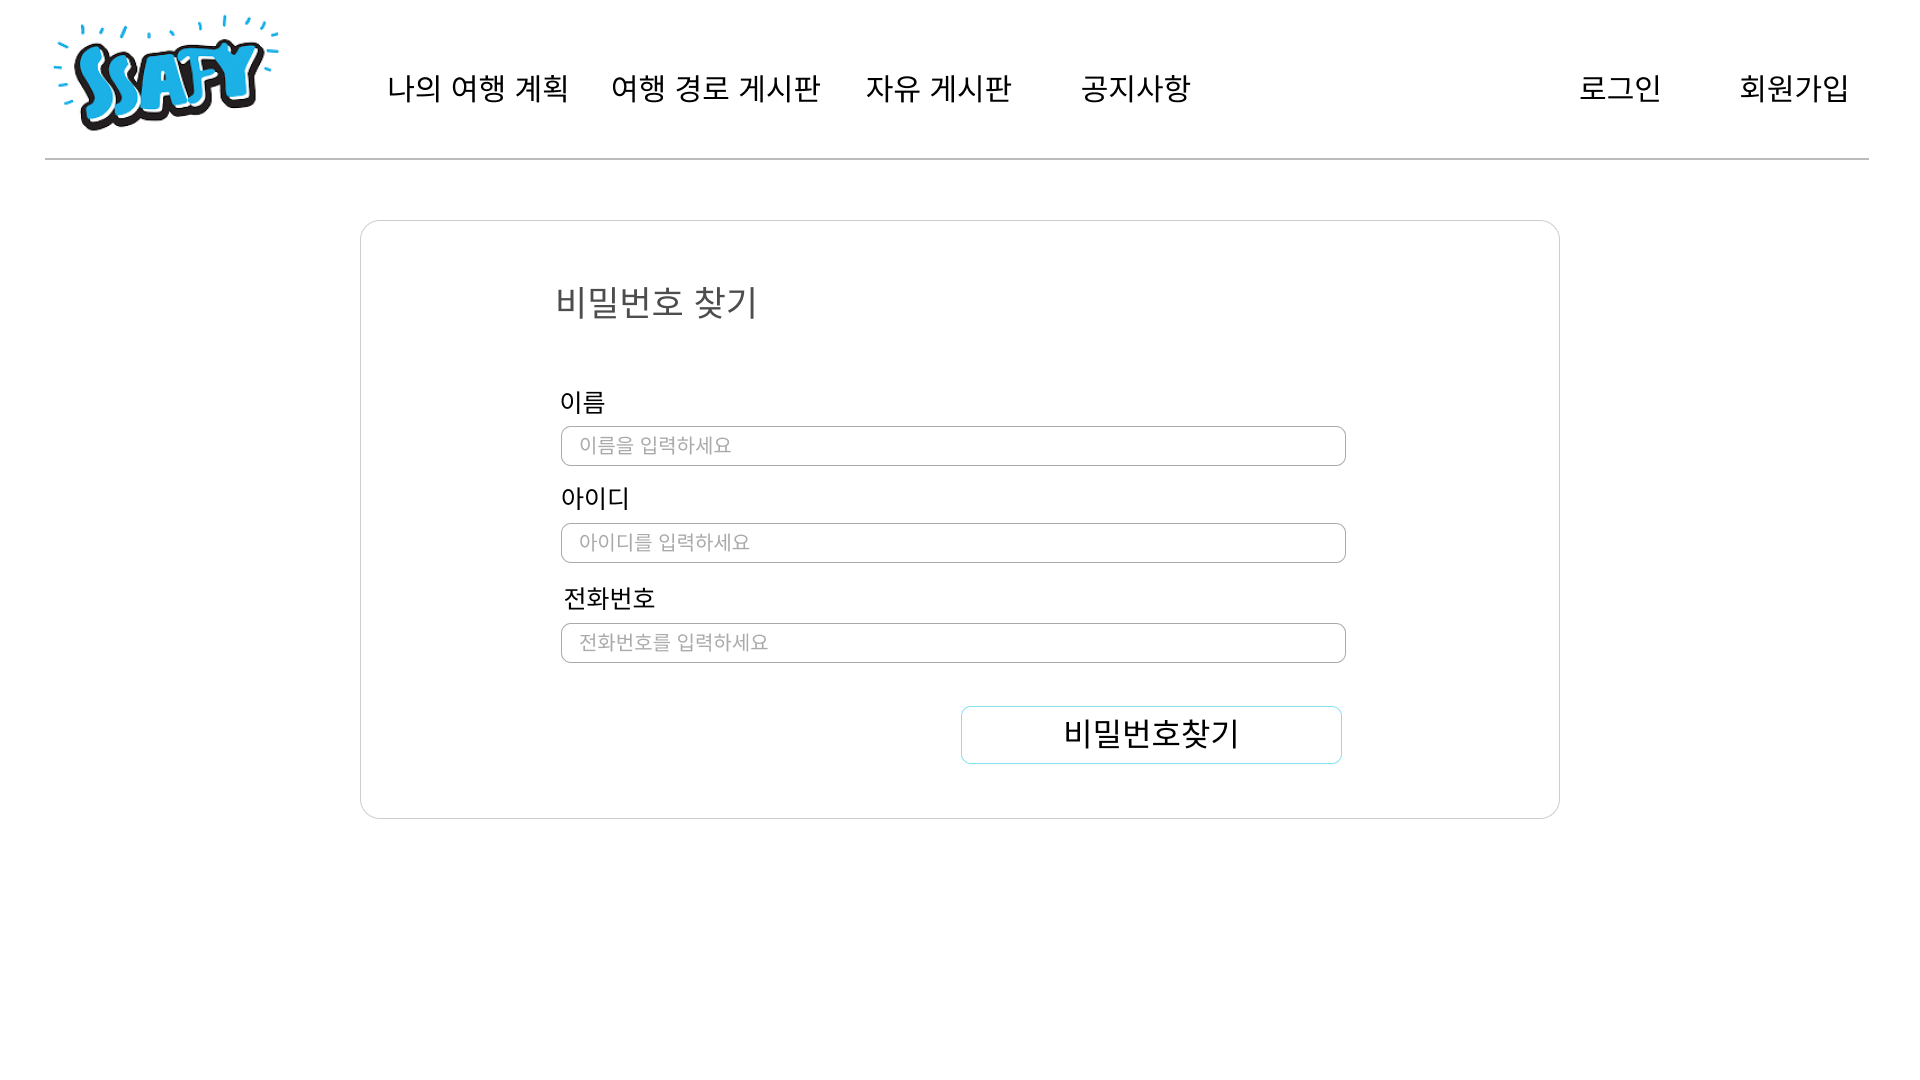 SSAFY
나의 여행 계획 여행 경로 게시판 자유 게시판 공지사항 로그인 회원가입
비밀번호 찾기
이름
이름을 입력하세요
아이디
아이디를 입력하세요
전화번호
전화번호를 입력하세요
비밀번호찾기